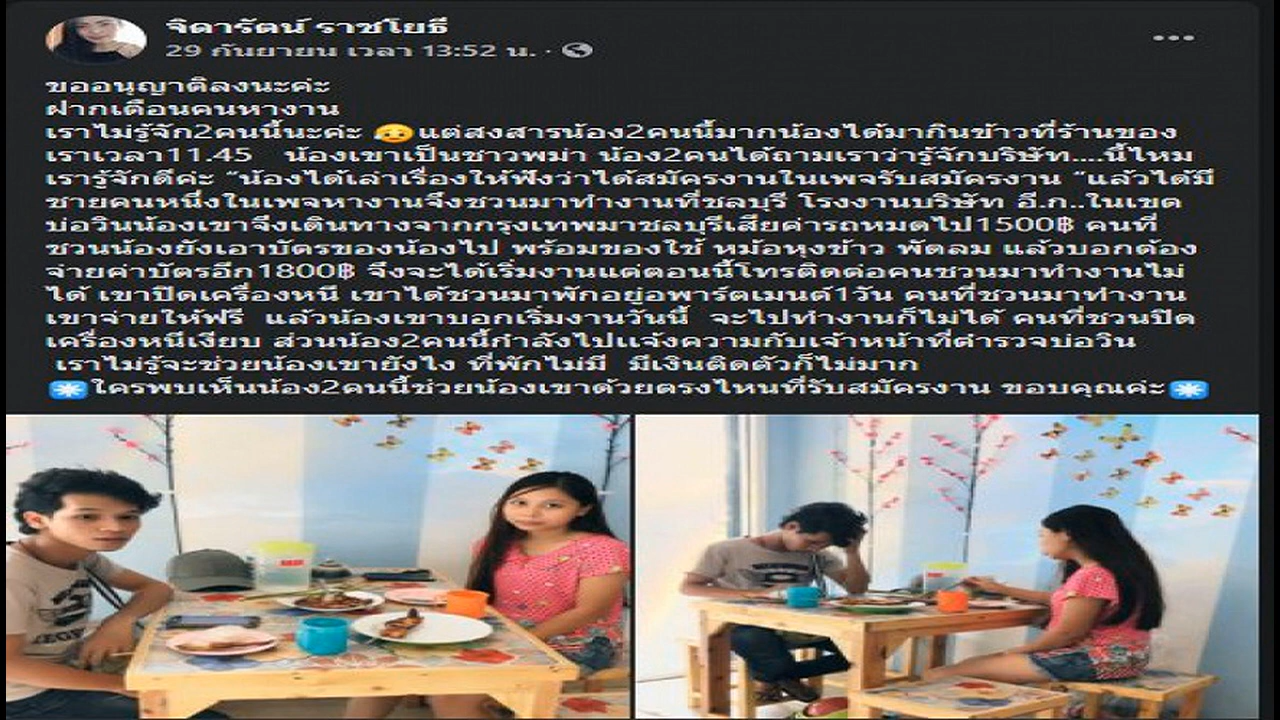 จิดารัตน์ ราชโยธี
29 กันยายน เวลา 13:52 น. ·
ขออนุญาติลงนะค่ะ
ฝากเตือนคนหางาน
เราไม่รู้จัก2คนนี้นะค่ะ 😥แต่สงสารน้อง2คนนี้มากน้องได้มากินข้าวที่ร้านของ
เราเวลา11.45 น้องเขาเป็นชาวพม่า น้อง2คนได้ถามเราว่ารู้จักบริษัท....นี้ไหม
เรารู้จักดีค่ะ "น้องได้เล่าเรื่องให้ฟังว่าได้สมัครงานในเพจรับสมัครงาน "แล้วได้มี
ชายคนหนึ่งในเพจหางานจึงชวนมาทำงานที่ชลบุรี โรงงานบริษัท อี.ก..ในเขต
บ่อวินน้องเขาจึงเดินทางจากกรุงเทพมาชลบุรีเสียค่ารถหมดไป1500฿ คนที่
ชวนน้องยังเอาบัตรของน้องไป พร้อมของใช้ หม้อหุงข้าว พัดลม แล้วบอกต้อง
จ่ายค่าบัตรอีก1800฿ จึงจะได้เริ่มงานแต่ตอนนี้โทรติดต่อคนชวนมาทำงานไม่
ได้ เขาปิดเครื่องหนี เขาได้ชวนมาพักอยู่อพาร์ตเมนต์1วัน คนที่ชวนมาทำงาน
เขาจ่ายให้ฟรี แล้วน้องเขาบอกเริ่มงานวันนี้ จะไปทำงานก็ไม่ได้ คนที่ชวนปิด
เครื่องหนีเงียบ ส่วนน้อง2คนนี้กำลังไปแจ้งความกับเจ้าหน้าที่ตำรวจบ่อวิน
เราไม่รู้จะช่วยน้องเขายังไง ที่พักไม่มี มีเงินติดตัวก็ไม่มาก
✳️ใครพบเห็นน้อง2คนนี้ช่วยน้องเขาด้วยตรงไหนที่รับสมัครงาน ขอบคุณค่ะ✳️